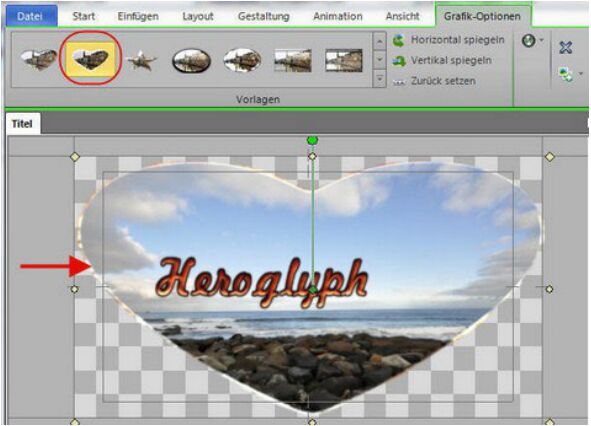 Datei Start Einfügen Layout Gestaltung Animation Ansicht Grafik-Optionen
Horizontal spiegeln
Vertikal spiegeln
Zurück setzen
Vorlagen
Titel
Heroglyph